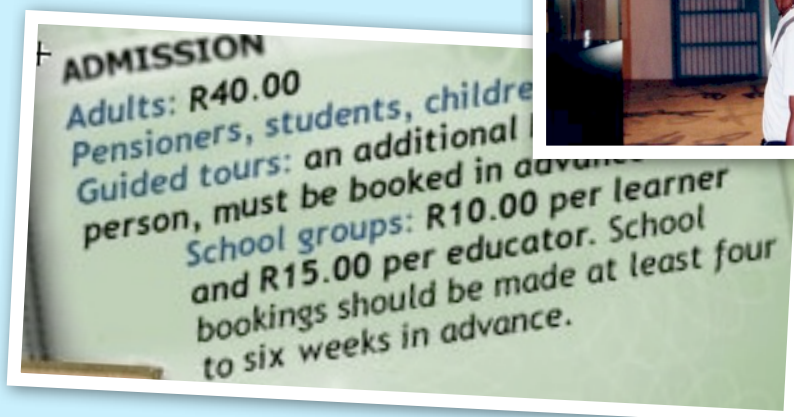 ADMISSION
Adults: R40.00
Pensioners, students,
Guided tours: an additional
person, must be booked in
School groups: R10.00 per learner
and R15.00 per educator. School
bookings should be made at least four
to six weeks in advance.